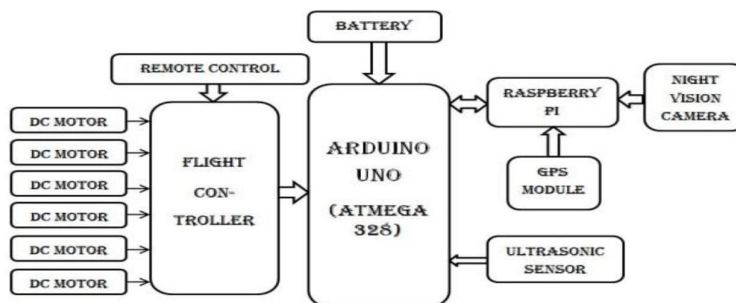 BATTERY
REMOTE CONTROL
DC MOTOR
DC MOTOR
DC MOTOR
DC MOTOR
DC MOTOR
DC MOTOR
FLIGHT
CON-
TROLLER
ARDUINO
UNO
(ATMEGA
328)
RASPBERRY
PI
NIGHT
VISION
CAMERA
GPS
MODULE
ULTRASONIC
SENSOR